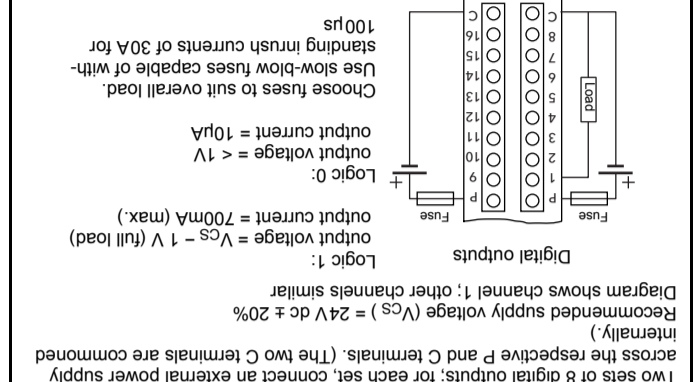 Two sets of 8 digital outputs; for each set, connect an external power supply
across the respective P and C terminals. (The two C terminals are commoned
internally.)
Recommended supply voltage (VCS ) = 24V dc ± 20%
Diagram shows channel 1; other channels similar
Digital outputs
Fuse
Fuse
P
1
2
3
4
5
6
7
8
C
P
9
10
11
12
13
14
15
16
C
+
+
Load
Logic 1:
output voltage = VCS – 1 V (full load)
output current = 700mA (max.)
Logic 0:
output voltage = < 1V
output current = 10µA
Choose fuses to suit overall load.
Use slow-blow fuses capable of with-
standing inrush currents of 30A for
100µs